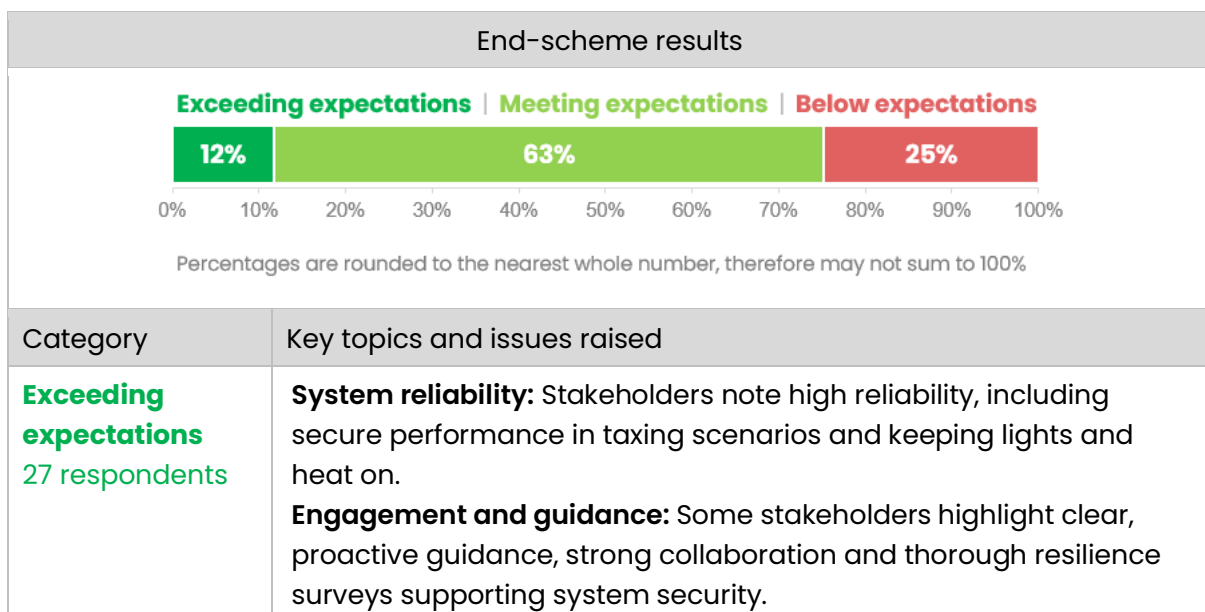 End-scheme results
Exceeding expectations | Meeting expectations | Below expectations
12% 63% 25%
0% 10% 20% 30% 40% 50% 60% 70% 80% 90% 100%
Percentages are rounded to the nearest whole number, therefore may not sum to 100%
Category
Key topics and issues raised
Exceeding
expectations
27 respondents
System reliability: Stakeholders note high reliability, including
secure performance in taxing scenarios and keeping lights and
heat on.
Engagement and guidance: Some stakeholders highlight clear,
proactive guidance, strong collaboration and thorough resilience
surveys supporting system security.